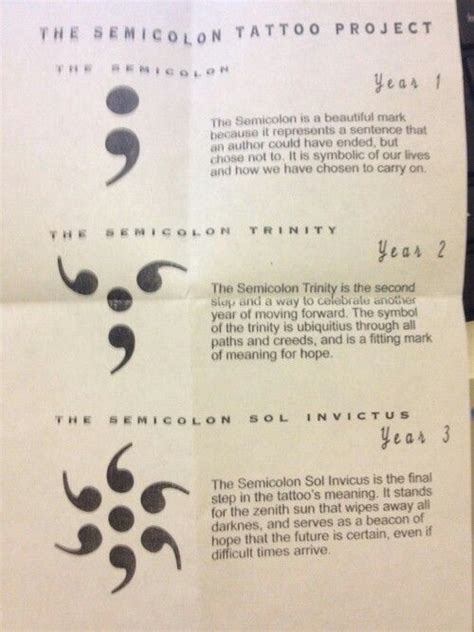 THE SEMICOLON TATTOO PROJECT
THE SEMICOLON
Year 1
;
The Semicolon is a beautiful mark
because it represents a sentence that
an author could have ended, but
chose not to. It is symbolic of our lives
and how we have chosen to carry on.
THE SEMICOLON TRINITY
Year 2
The Semicolon Trinity is the second
step and a way to celebrate another
year of moving forward. The symbol
of the trinity is ubiquitius through all
paths and creeds, and is a fitting mark
of meaning for hope.
THE SEMICOLON SOL INVICTUS
Year 3
The Semicolon Sol Invicus is the final
step in the tattoo's meaning. It stands
for the zenith sun that wipes away all
darknes, and serves as a beacon of
hope that the future is certain, even if
difficult times arrive.